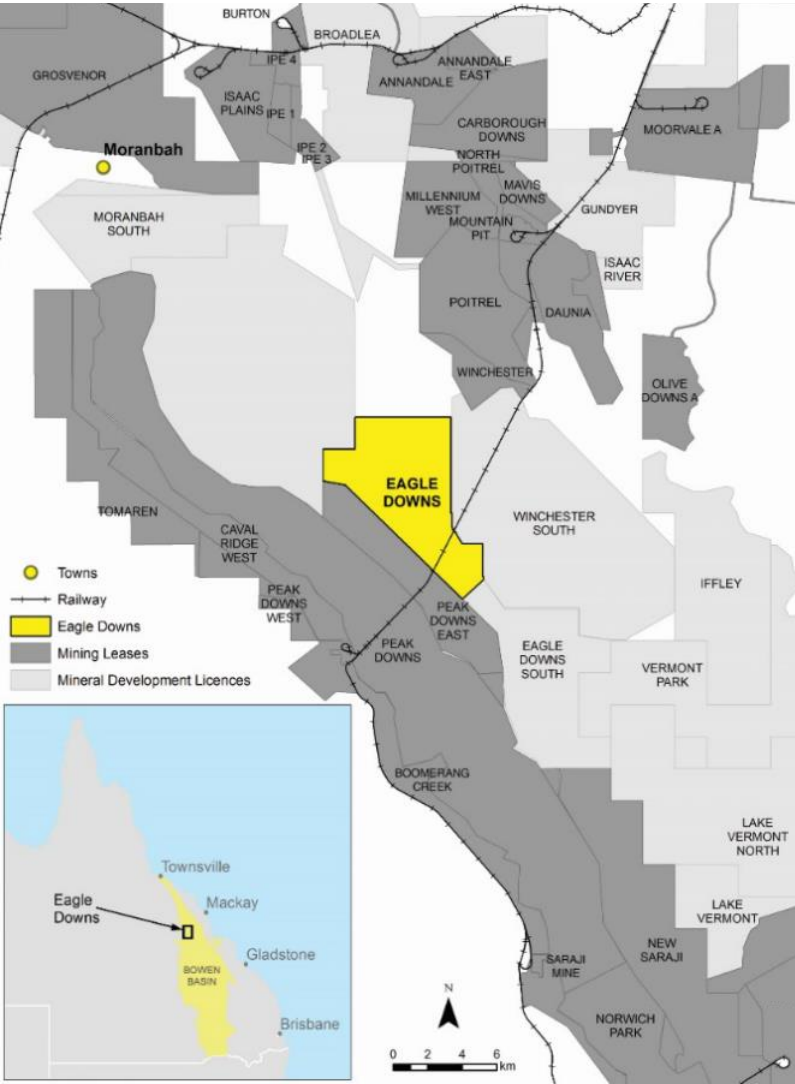 BURTON
BROADLEA
GROSVENOR
IPE 4
ANNANDALE
EAST
ANNANDALE
ISAAC
PLAINS
IPE 1
CARBOROUGH
DOWNS
MOORVALE A
IPE 2
IPE 3
Moranbah
NORTH
POITREL
MAVIS
DOWNS
MILLENNIUM
WEST
MOUNTAIN
PIT
GUNDYER
MORANBAH
SOUTH
ISAAC
RIVER
POITREL
DAUNIA
WINCHESTER
OLIVE
DOWNS A
EAGLE
DOWNS
TOMAREN
CAVAL
RIDGE
WEST
WINCHESTER
SOUTH
IFFLEY
PEAK
DOWNS
WEST
PEAK
DOWNS
EAST
PEAK
DOWNS
EAGLE
DOWNS
SOUTH
VERMONT
PARK
Towns
Railway
Eagle Downs
Mining Leases
Mineral Development Licences
BOOMERANG
CREEK
LAKE
VERMONT
NORTH
LAKE
VERMONT
NEW
SARAJI
SARAJI
MINE
NORWICH
PARK
Townsville
Eagle
Downs
Mackay
Gladstone
BOWEN
BASIN
Brisbane
N
0 2 4 6
km